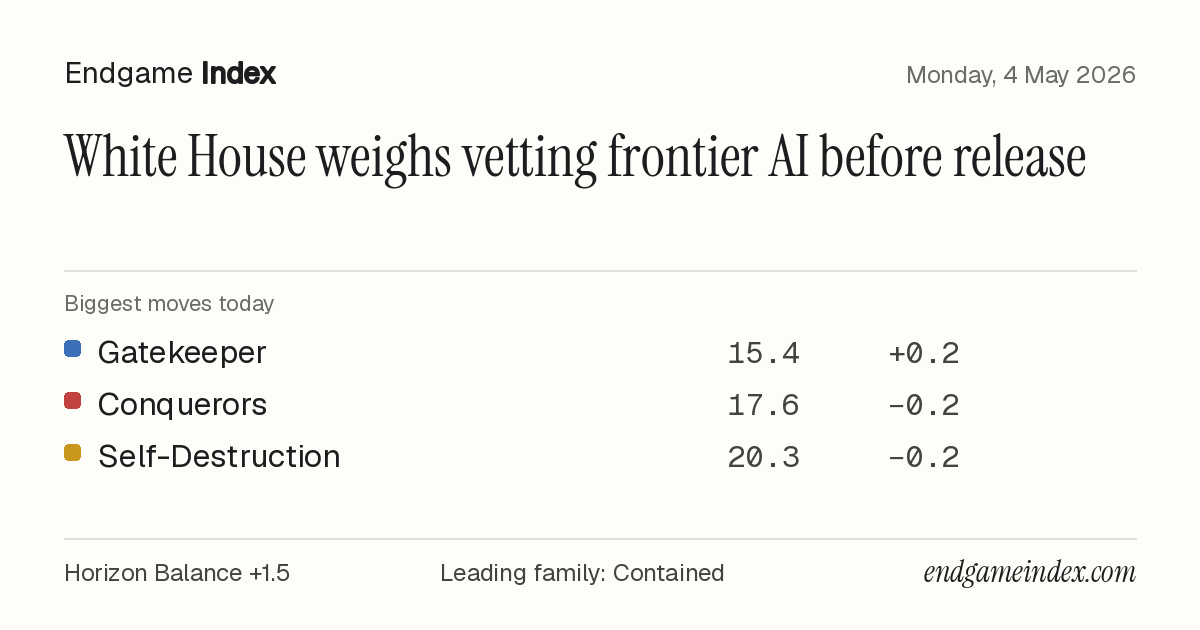 Endgame Index
Monday, 4 May 2026
White House weighs vetting frontier AI before release
Biggest moves today
Gatekeeper 15.4 +0.2
Conquerors 17.6 −0.2
Self-Destruction 20.3 −0.2
Horizon Balance +1.5
Leading family: Contained
endgameindex.com